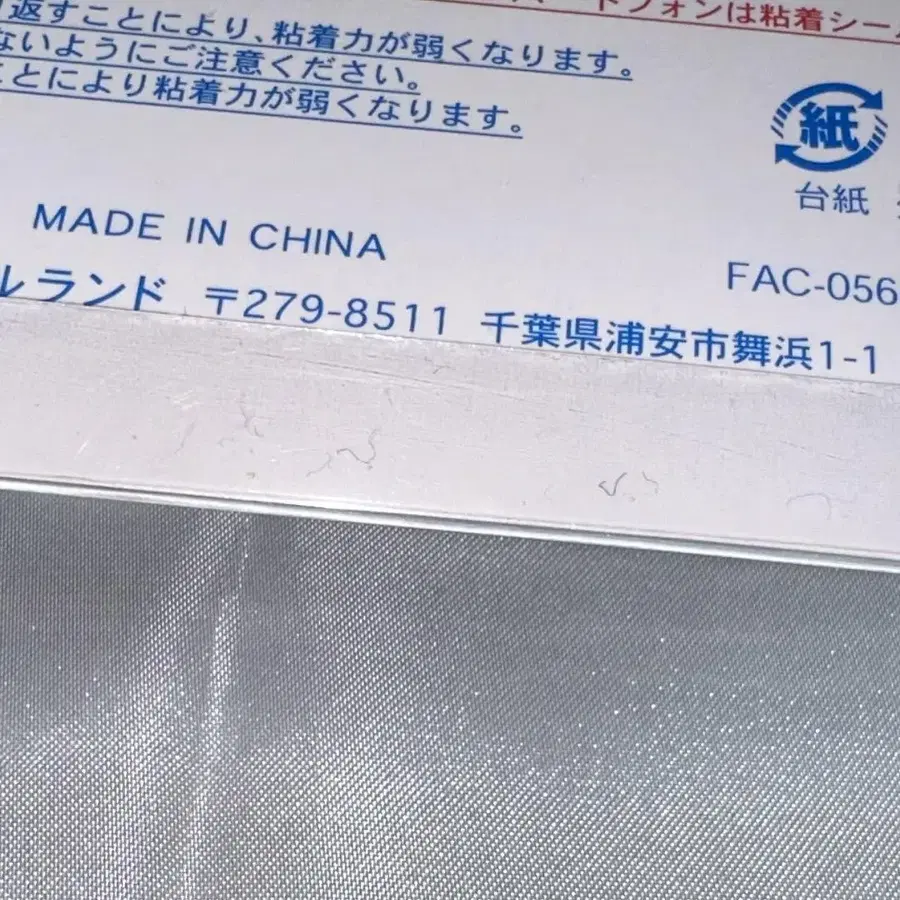 返すことにより、粘着力が弱くなります。
ートフォンは粘着シー
ないようにご注意ください。
ことにより粘着力が弱くなります。
紙
台紙
MADE IN CHINA
FAC-056
ルランド 〒279-8511 千葉県浦安市舞浜1-1